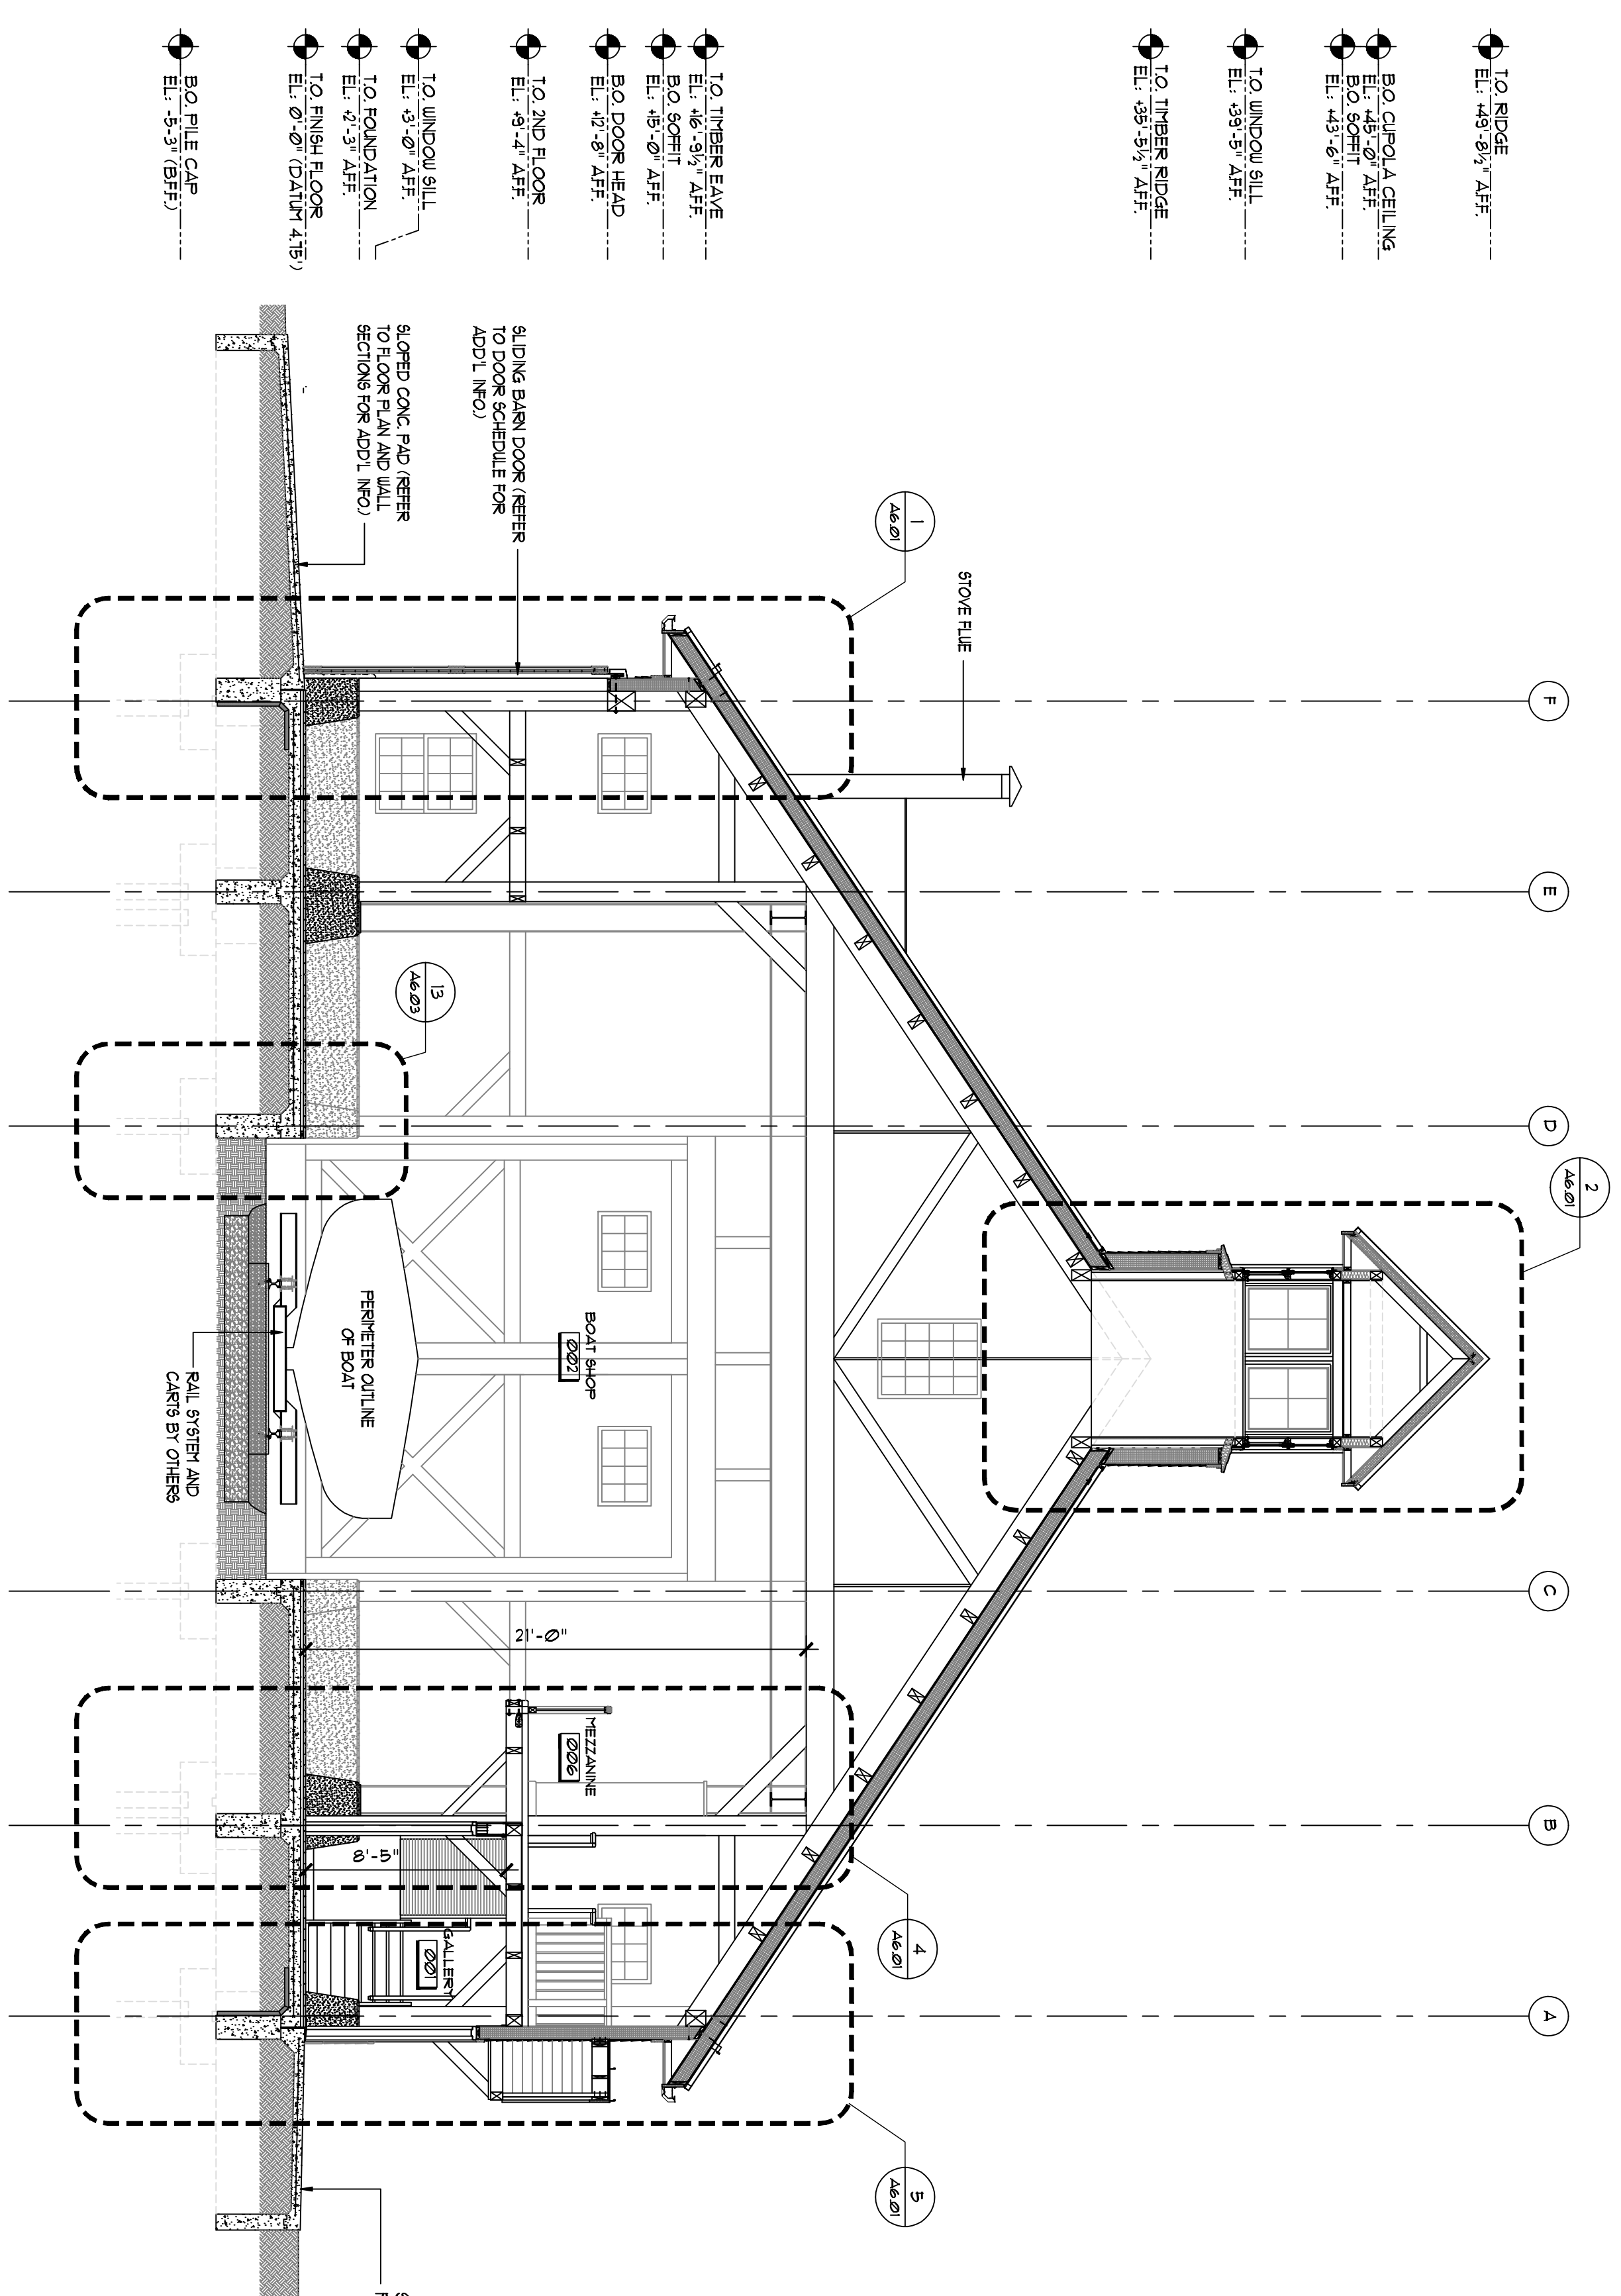 T.O. RIDGE
EL: +49'-8½" A.F.F.
B.O. CUPOLA CEILING
EL: +45'-0" A.F.F.
B.O. SOFFIT
EL: +43'-6" A.F.F.
T.O. WINDOW SILL
EL: +39'-5" A.F.F.
T.O. TIMBER RIDGE
EL: +35'-5½" A.F.F.
T.O. TIMBER EAVE
EL: +16'-9½" A.F.F.
B.O. SOFFIT
EL: +15'-0" A.F.F.
B.O. DOOR HEAD
EL: +12'-8" A.F.F.
T.O. 2ND FLOOR
EL: +9'-4" A.F.F.
T.O. WINDOW SILL
EL: +3'-0" A.F.F.
T.O. FOUNDATION
EL: +2'-3" A.F.F.
T.O. FINISH FLOOR
EL: 0'-0" (DATUM 4.75')
B.O. PILE CAP
EL: -5'-3" (B.F.F.)
F
E
D
C
B
A
2
A6.01
STOVE FLUE
1
A6.01
SLIDING BARN DOOR (REFER
TO DOOR SCHEDULE FOR
ADD'L INFO.)
SLOPED CONC. PAD (REFER
TO FLOOR PLAN AND WALL
SECTIONS FOR ADD'L INFO.)
13
A6.03
BOAT SHOP
002
PERIMETER OUTLINE
OF BOAT
RAIL SYSTEM AND
CARTS BY OTHERS
21'-0"
MEZZANINE
006
8'-5"
GALLERY
001
4
A6.01
5
A6.01